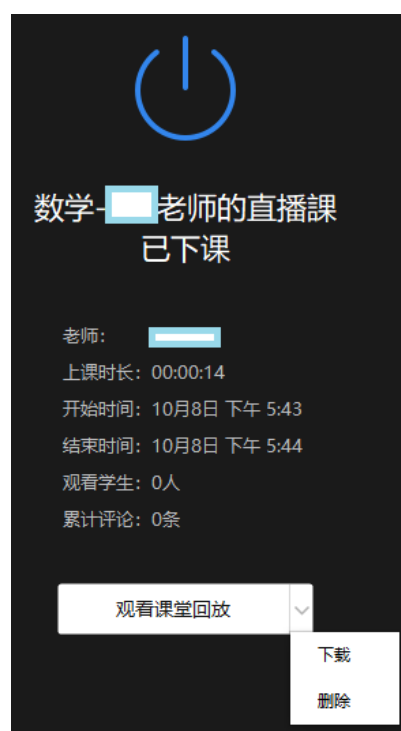 数学-老师的直播課
已下课
老师：
上课时长：00:00:14
开始时间：10月8日 下午 5:43
结束时间：10月8日 下午 5:44
观看学生：0人
累计评论：0条
观看课堂回放
下载
删除